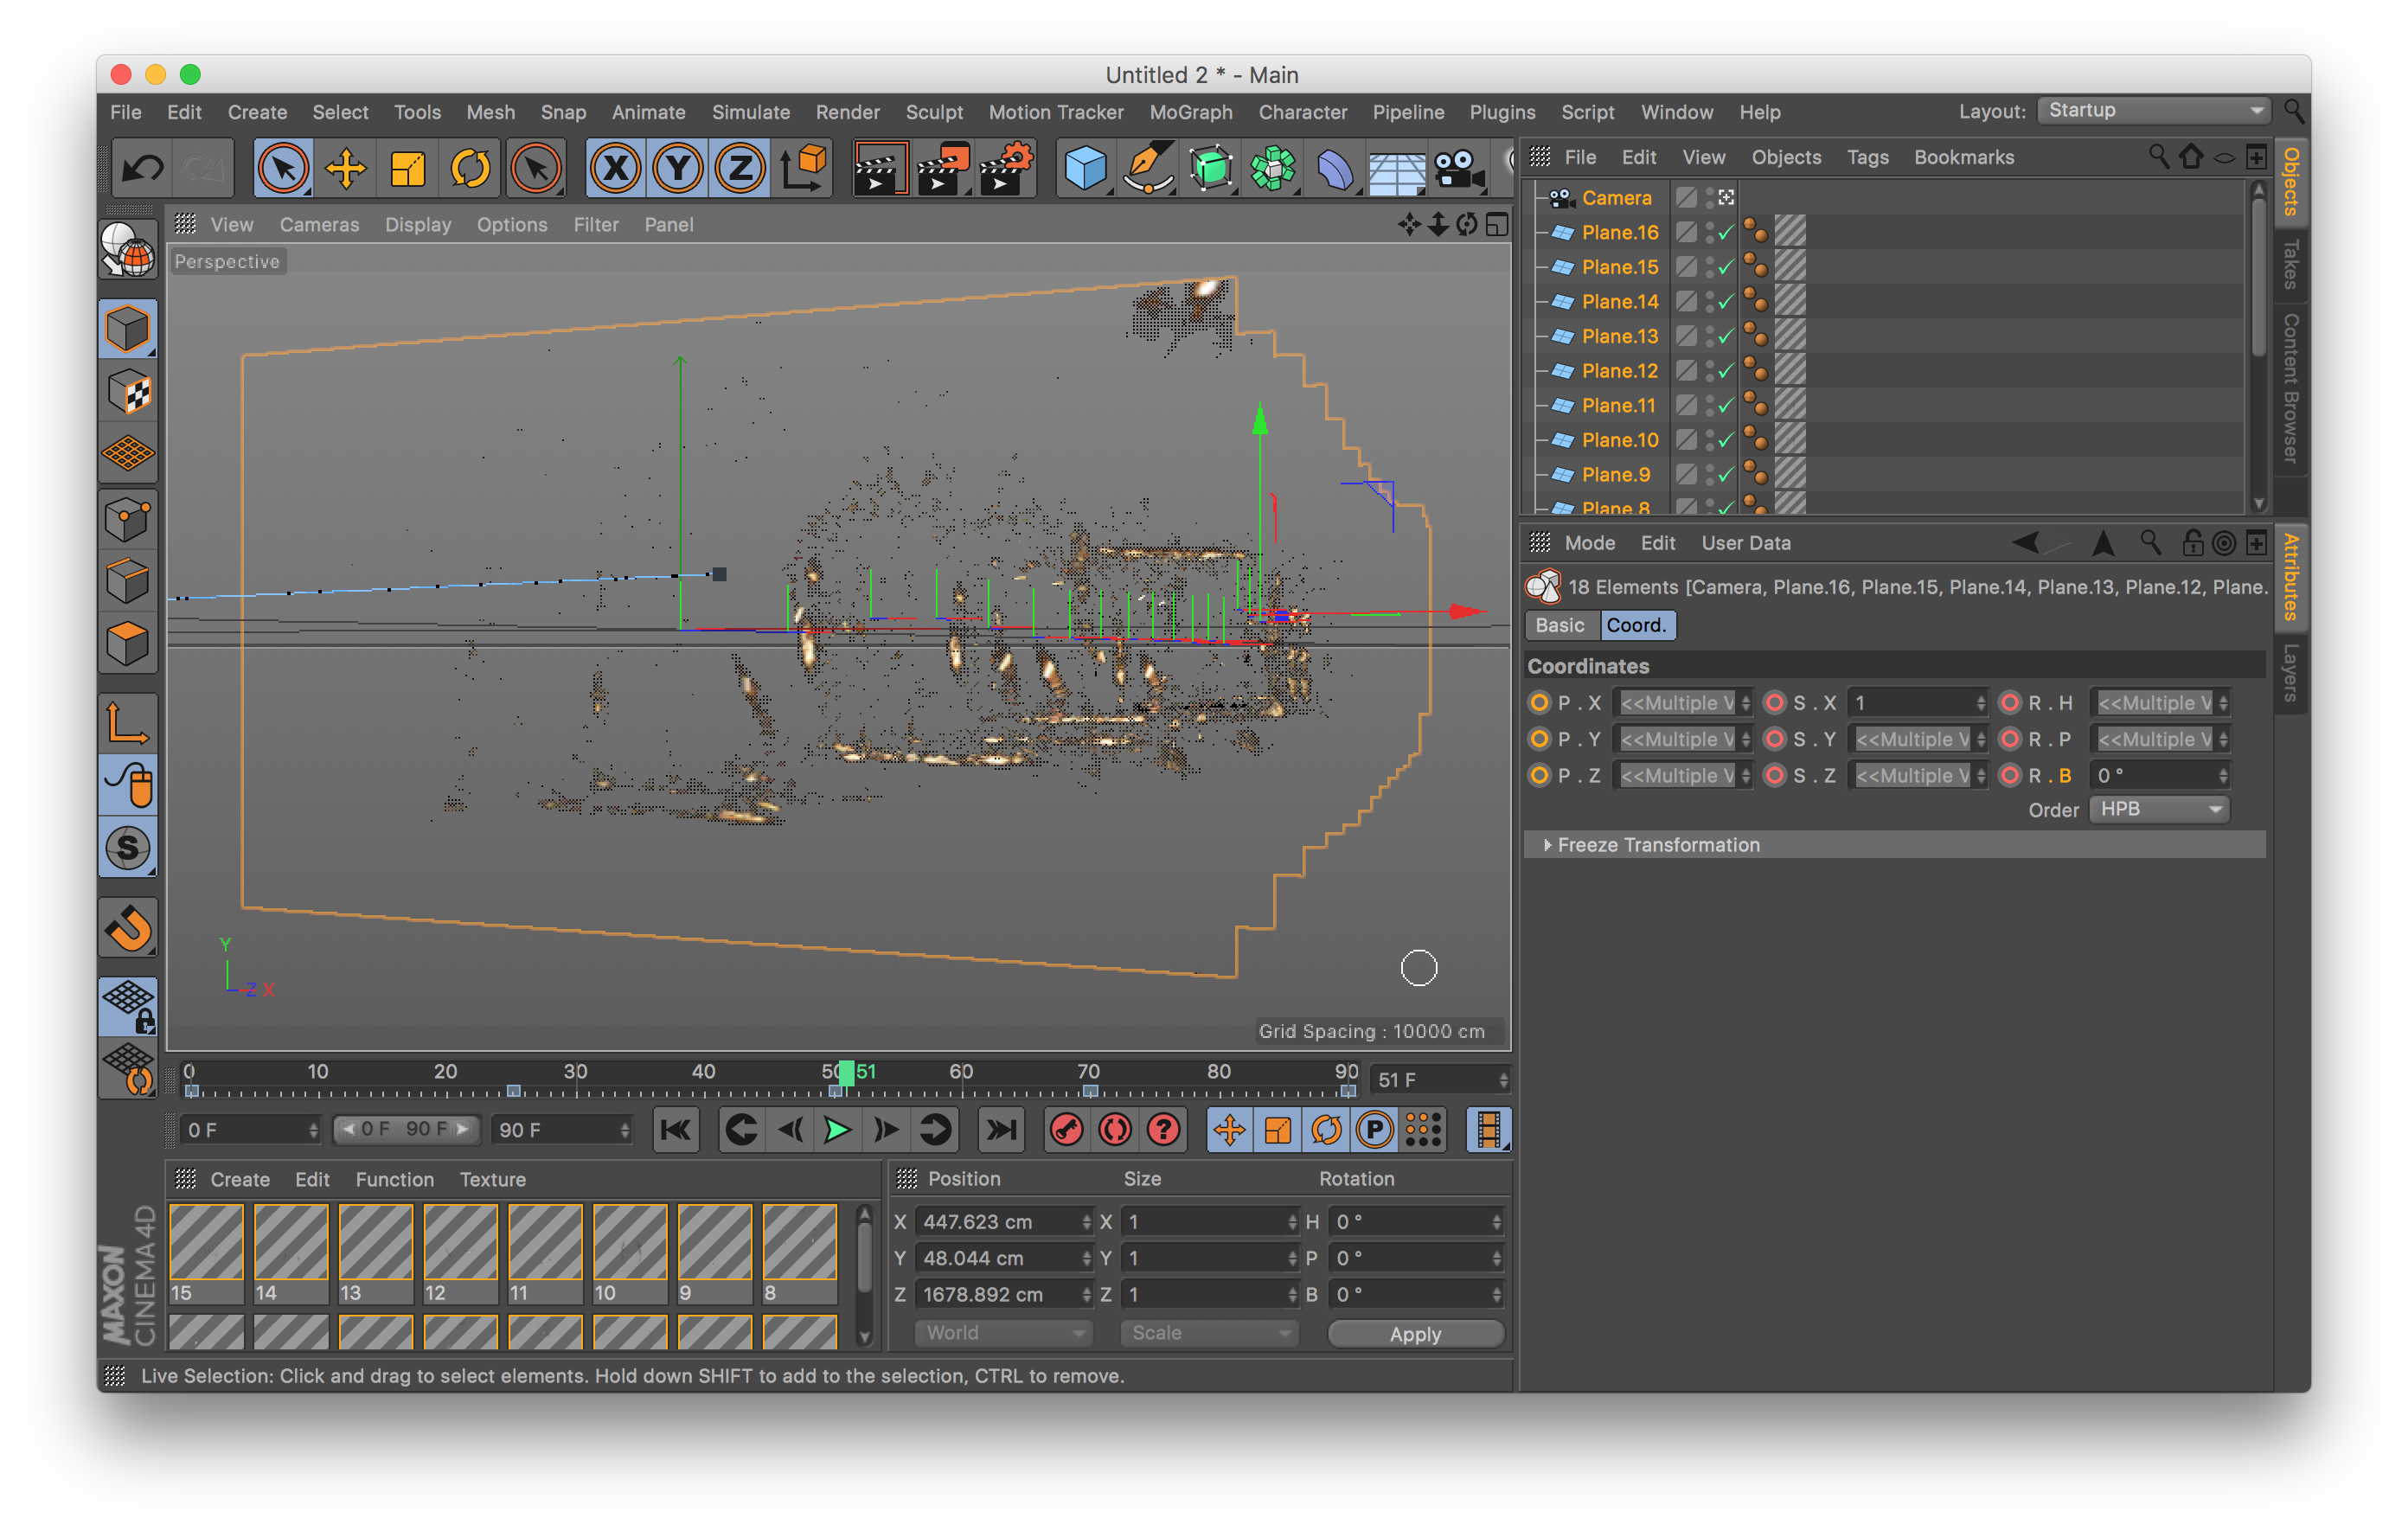 Untitled 2 * - Main
File Edit Create Select Tools Mesh Snap Animate Simulate Render Sculpt Motion Tracker MoGraph Character Pipeline Plugins Script Window Help Layout: Startup
X Y Z
File Edit View Objects Tags Bookmarks
Objects
Takes
Content Browser
View Cameras Display Options Filter Panel
Perspective
Camera
Plane.16
Plane.15
Plane.14
Plane.13
Plane.12
Plane.11
Plane.10
Plane.9
Plane.8
Mode Edit User Data
Attributes
Layers
18 Elements [Camera, Plane.16, Plane.15, Plane.14, Plane.13, Plane.12, Plane.
Basic Coord.
Coordinates
P . X <<Multiple V S . X 1 R . H <<Multiple V
P . Y <<Multiple V S . Y <<Multiple V R . P <<Multiple V
P . Z <<Multiple V S . Z <<Multiple V R . B 0 °
Order HPB
Freeze Transformation
S
Y
Z X
Grid Spacing : 10000 cm
0 10 20 30 40 50 51 60 70 80 90 51 F
0 F 0 F 90 F 90 F ? P
Create Edit Function Texture
15 14 13 12 11 10 9 8
Position Size Rotation
X 447.623 cm X 1 H 0 °
Y 48.044 cm Y 1 P 0 °
Z 1678.892 cm Z 1 B 0 °
World Scale Apply
MAXON
CINEMA 4D
Live Selection: Click and drag to select elements. Hold down SHIFT to add to the selection, CTRL to remove.